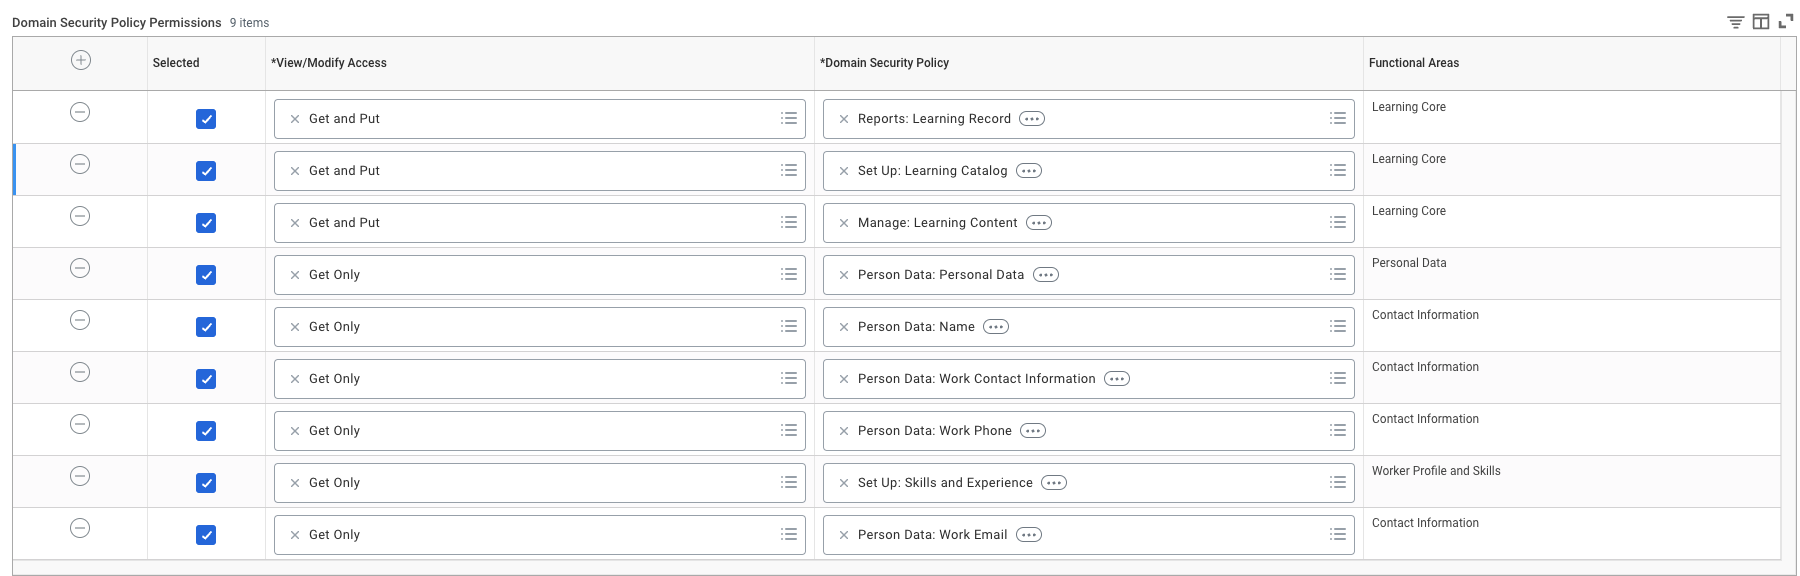 Domain Security Policy Permissions 9 items
Selected *View/Modify Access *Domain Security Policy Functional Areas
Get and Put Reports: Learning Record Learning Core
Get and Put Set Up: Learning Catalog Learning Core
Get and Put Manage: Learning Content Learning Core
Get Only Person Data: Personal Data Personal Data
Get Only Person Data: Name Contact Information
Get Only Person Data: Work Contact Information Contact Information
Get Only Person Data: Work Phone Contact Information
Get Only Set Up: Skills and Experience Worker Profile and Skills
Get Only Person Data: Work Email Contact Information